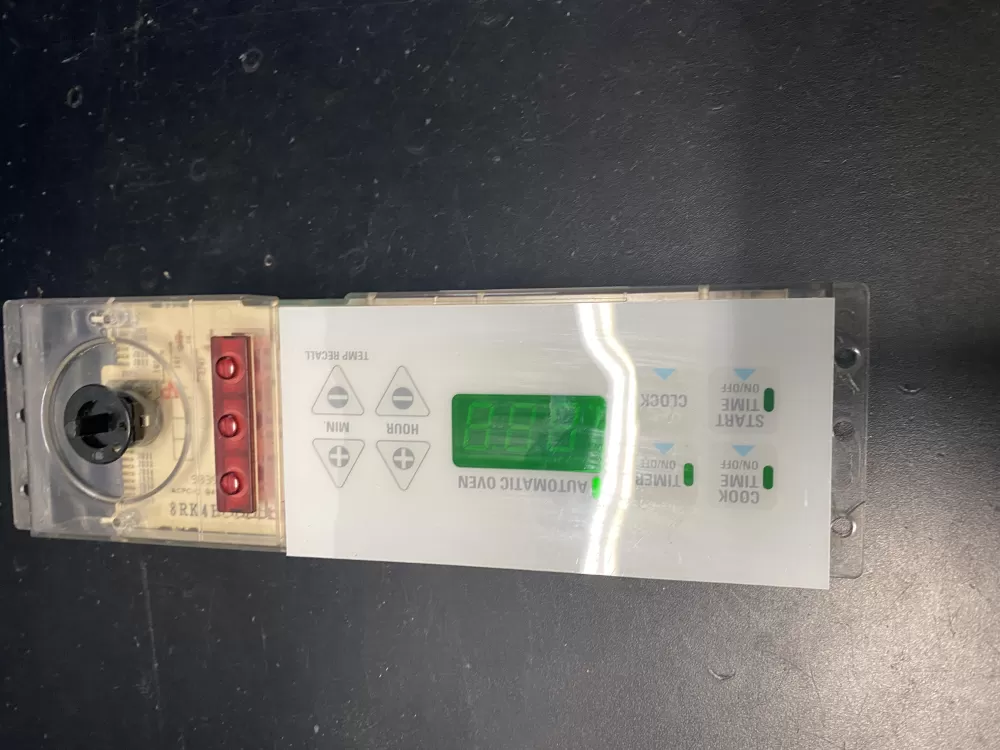 COOK
TIME
ON/OFF
START
TIME
ON/OFF
TIMER
ON/OFF
CLOCK
AUTOMATIC OVEN
HOUR
MIN.
TEMP RECALL